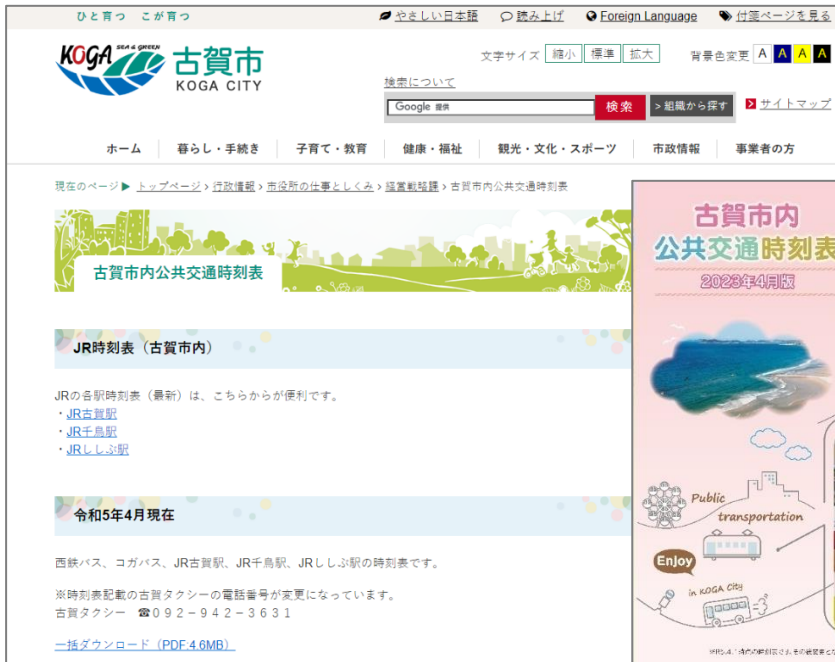 ひと育つ こが育つ
やさしい日本語 読み上げ Foreign Language 付箋ページを見る
KOGA SEA & GREEN
古賀市
KOGA CITY
文字サイズ 縮小 標準 拡大 背景色変更 A A A A
検索について
Google 提供 検索 >組織から探す サイトマップ
ホーム 暮らし・手続き 子育て・教育 健康・福祉 観光・文化・スポーツ 市政情報 事業者の方
現在のページ▶ トップページ › 行政情報 › 市役所の仕事としくみ › 経営戦略課 › 古賀市内公共交通時刻表
古賀市内公共交通時刻表
JR時刻表（古賀市内）
JRの各駅時刻表（最新）は、こちらからが便利です。
・JR古賀駅
・JR千鳥駅
・JRししぶ駅
令和5年4月現在
西鉄バス、コガバス、JR古賀駅、JR千鳥駅、JRししぶ駅の時刻表です。
※時刻表記載の古賀タクシーの電話番号が変更になっています。
古賀タクシー ☎０９２－９４２－３６３１
一括ダウンロード（PDF:4.6MB）
古賀市内
公共交通時刻表
2023年4月版
Public
transportation
Enjoy
in KOGA City